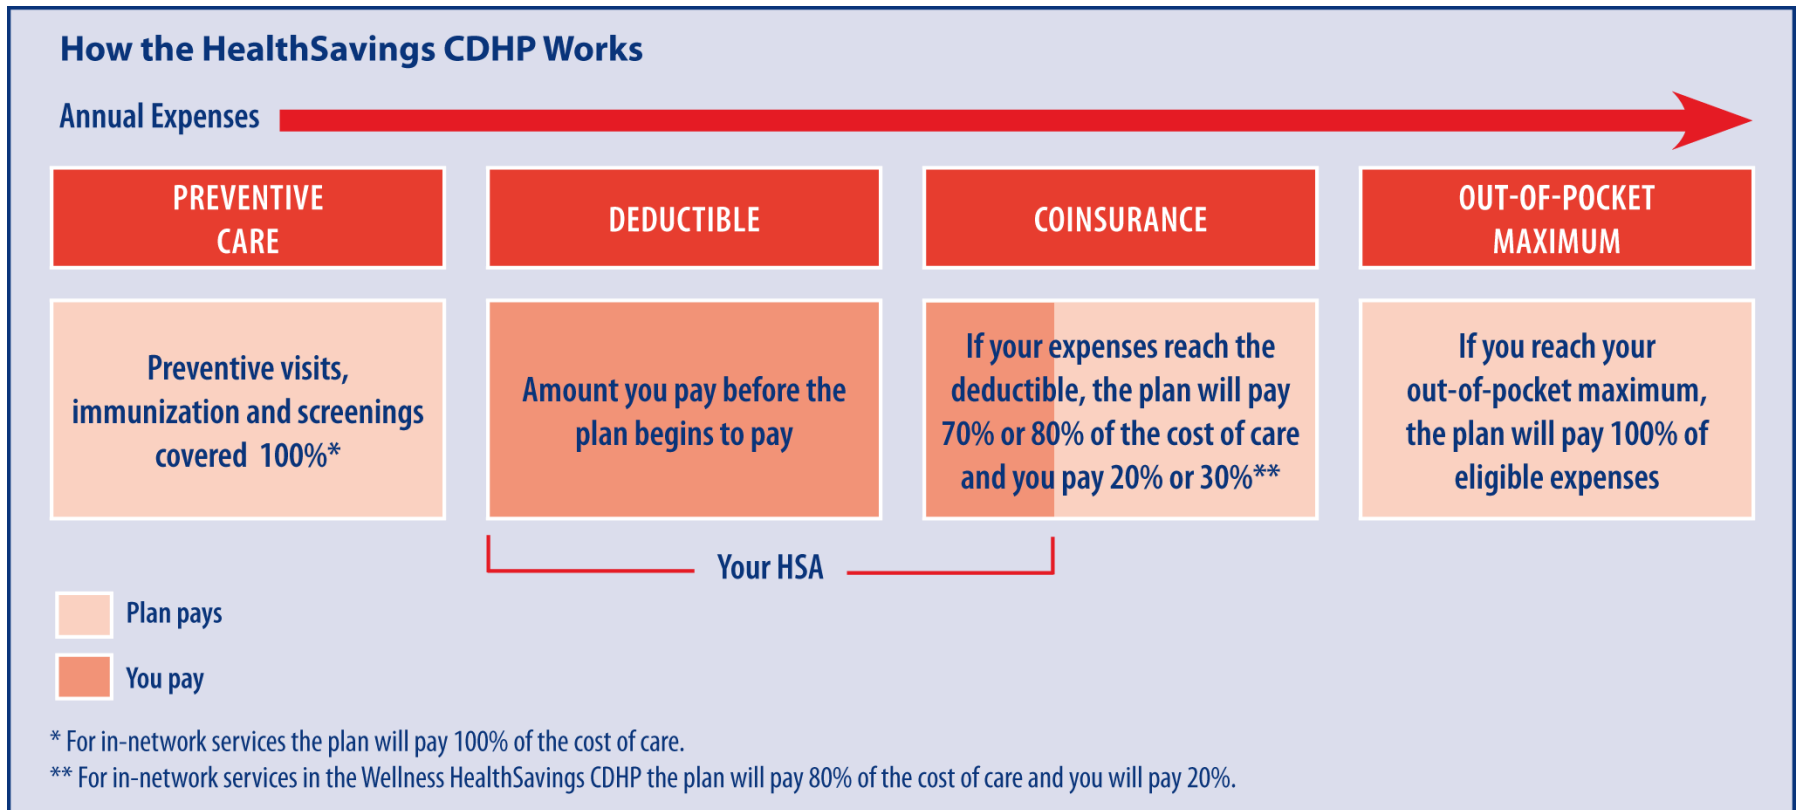 How the HealthSavings CDHP Works
Annual Expenses
PREVENTIVE
CARE
DEDUCTIBLE
COINSURANCE
OUT-OF-POCKET
MAXIMUM
Preventive visits,
immunization and screenings
covered 100%*
Amount you pay before the
plan begins to pay
If your expenses reach the
deductible, the plan will pay
70% or 80% of the cost of care
and you pay 20% or 30%**
If you reach your
out-of-pocket maximum,
the plan will pay 100% of
eligible expenses
Your HSA
Plan pays
You pay
* For in-network services the plan will pay 100% of the cost of care.
** For in-network services in the Wellness HealthSavings CDHP the plan will pay 80% of the cost of care and you will pay 20%.